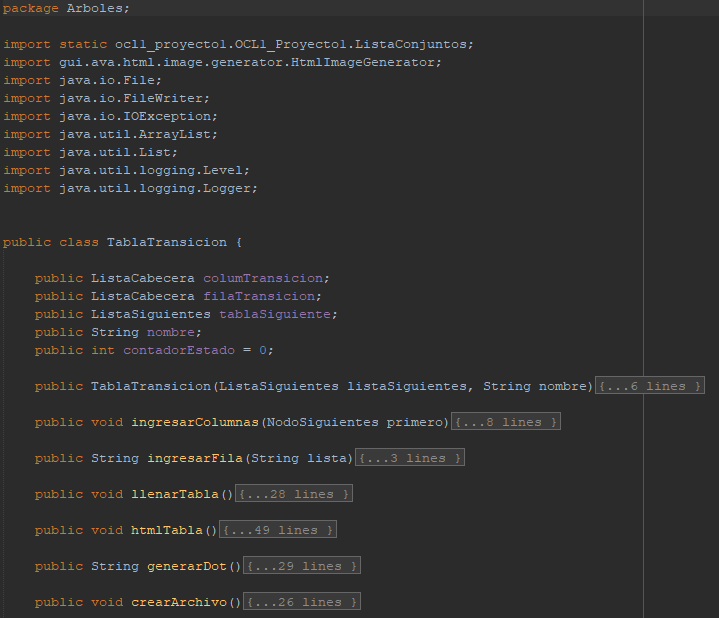 package Arboles;
import static ocl1_proyecto1.OCL1_Proyecto1.ListaConjuntos;
import gui.ava.html.image.generator.HtmlImageGenerator;
import java.io.File;
import java.io.FileWriter;
import java.io.IOException;
import java.util.ArrayList;
import java.util.List;
import java.util.logging.Level;
import java.util.logging.Logger;
public class TablaTransicion {
public ListaCabecera columTransicion;
public ListaCabecera filaTransicion;
public ListaSiguientes tablaSiguiente;
public String nombre;
public int contadorEstado = 0;
public TablaTransicion(ListaSiguientes listaSiguientes, String nombre){...6 lines }
public void ingresarColumnas(NodoSiguientes primero){...8 lines }
public String ingresarFila(String lista){...3 lines }
public void llenarTabla(){...28 lines }
public void htmlTabla(){...49 lines }
public String generarDot(){...29 lines }
public void crearArchivo(){...26 lines }